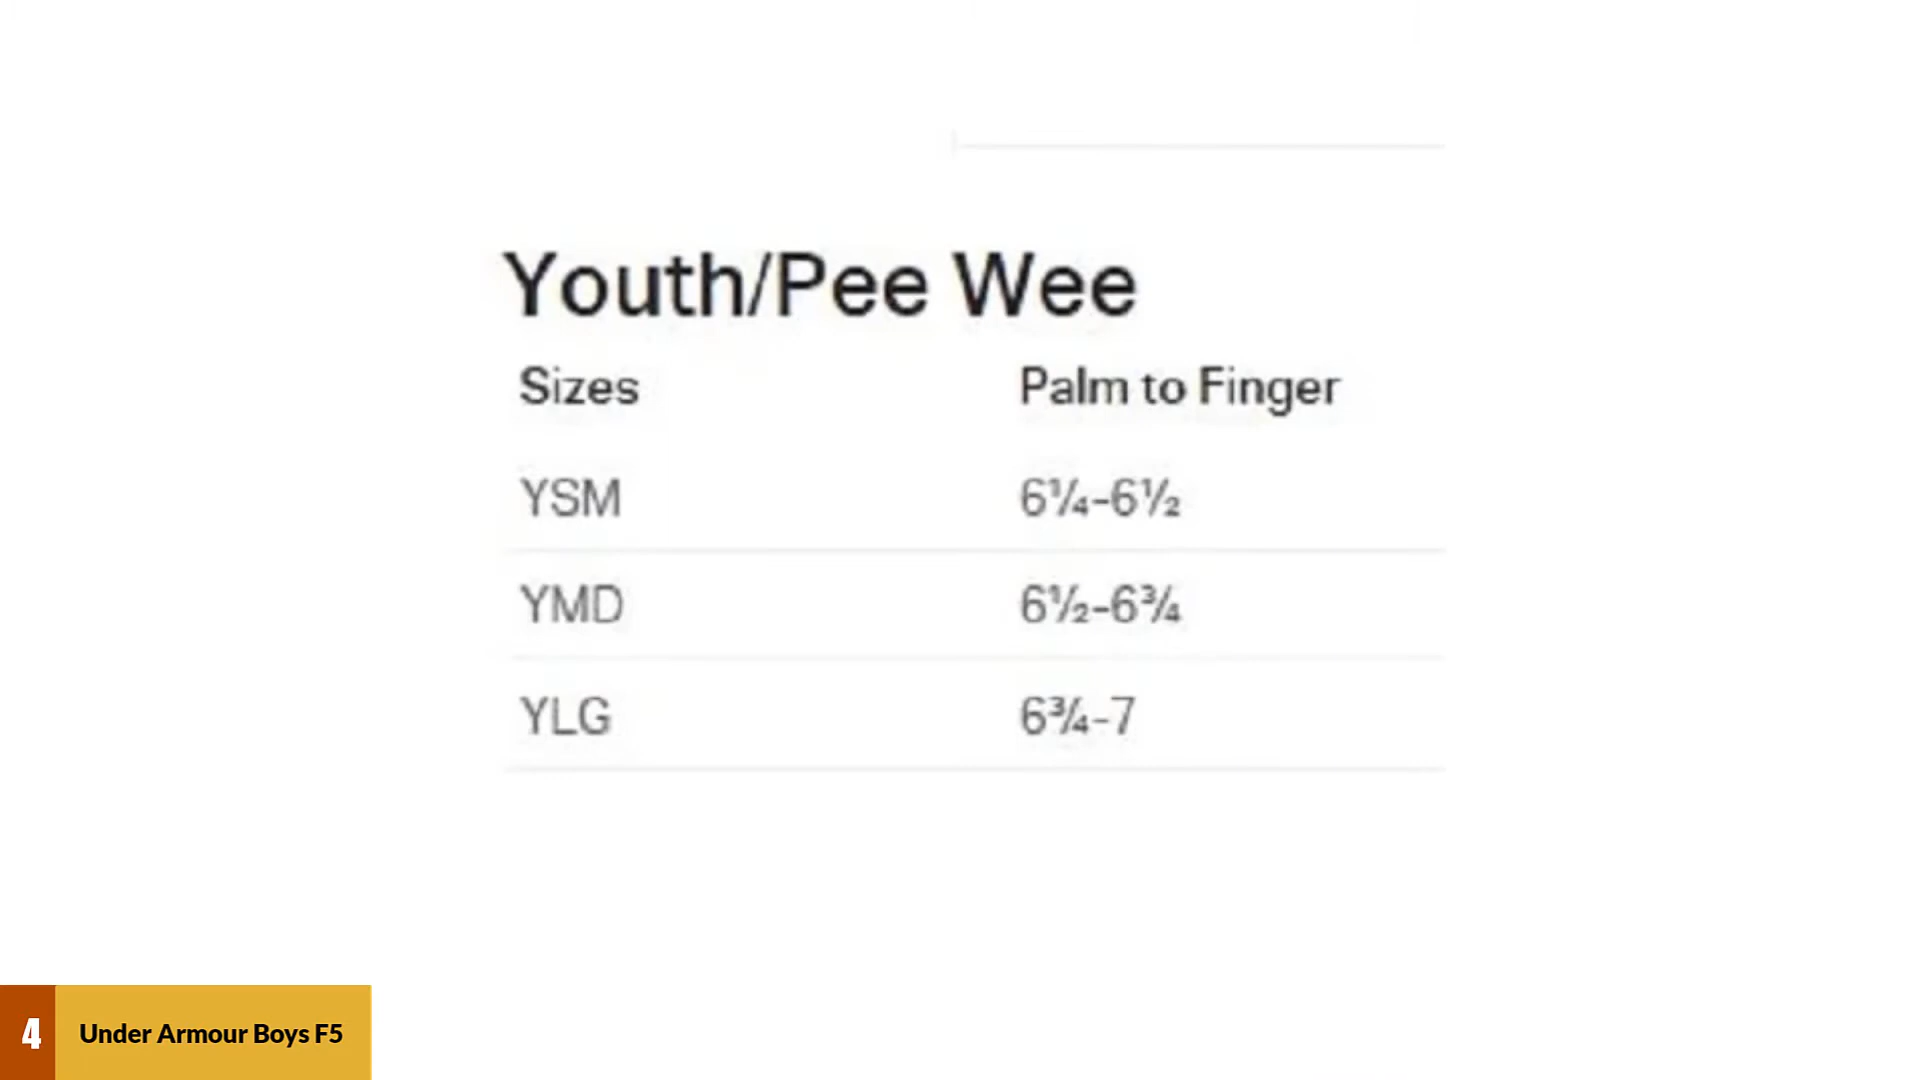 Youth/Pee Wee
Sizes Palm to Finger
YSM 6¼-6½
YMD 6½-6¾
YLG 6¾-7
4 Under Armour Boys F5